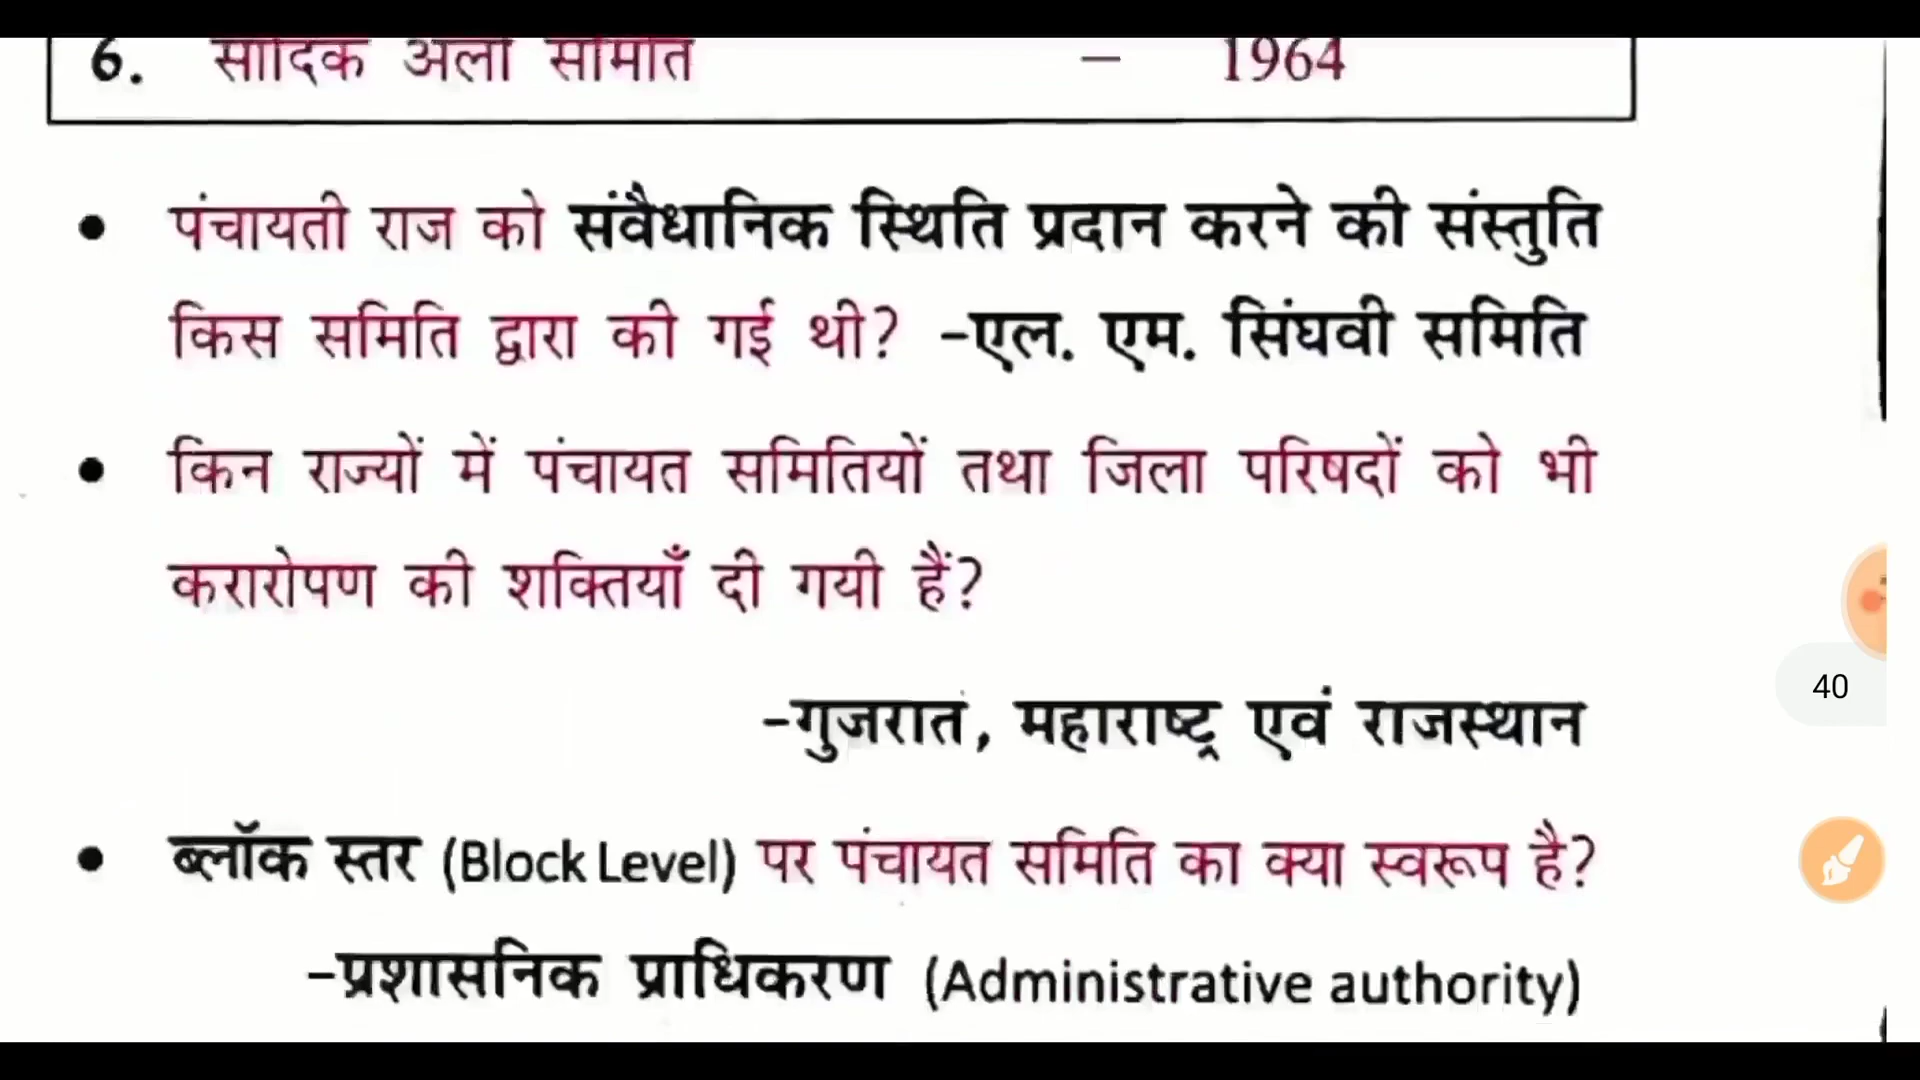 6. सादिक अली समिति – 1964
• पंचायती राज को संवैधानिक स्थिति प्रदान करने की संस्तुति
किस समिति द्वारा की गई थी? –एल. एम. सिंघवी समिति
• किन राज्यों में पंचायत समितियों तथा जिला परिषदों को भी
करारोपण की शक्तियाँ दी गयी हैं?
–गुजरात, महाराष्ट्र एवं राजस्थान
40
• ब्लॉक स्तर (Block Level) पर पंचायत समिति का क्या स्वरूप है?
–प्रशासनिक प्राधिकरण (Administrative authority)